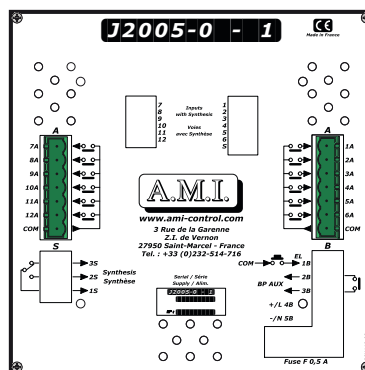 J2005-0 - 1
CE
Made in France
7
8
9
10
11
12
Inputs
with Synthesis
Voies
avec Synthèse
1
2
3
4
5
6
S
A
7A
8A
9A
10A
11A
12A
COM
A
1A
2A
3A
4A
5A
6A
COM
A.M.I.
www.ami-control.com
3 Rue de la Garenne
Z.I. de Vernon
27950 Saint-Marcel - France
Tel. : +33 (0)232-514-716
S
3S
2S
1S
Synthesis
Synthèse
Serial / Série
Supply / Alim.
J2005-0 - 1
B
COM
EL
1B
2B
BP AUX
3B
+/L 4B
-/N 5B
Fuse F 0,5 A